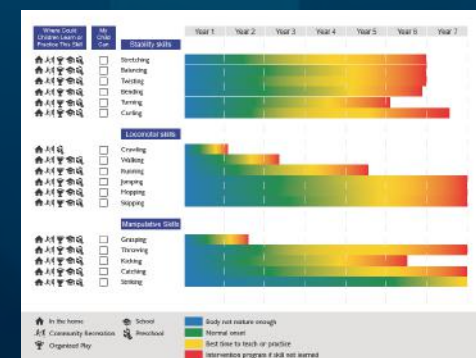 Where Could
Children Learn or
Practice This Skill
My
Child
Can
Stability skills
Year 1 Year 2 Year 3 Year 4 Year 5 Year 6 Year 7
Stretching
Balancing
Twisting
Bending
Turning
Curling
Locomotor skills
Crawling
Walking
Running
Jumping
Hopping
Skipping
Manipulative Skills
Grasping
Throwing
Kicking
Catching
Striking
In the home
School
Body not mature enough
Community Recreation
Preschool
Normal onset
Organized Play
Best time to teach or practice
Intervention program if skill not learned